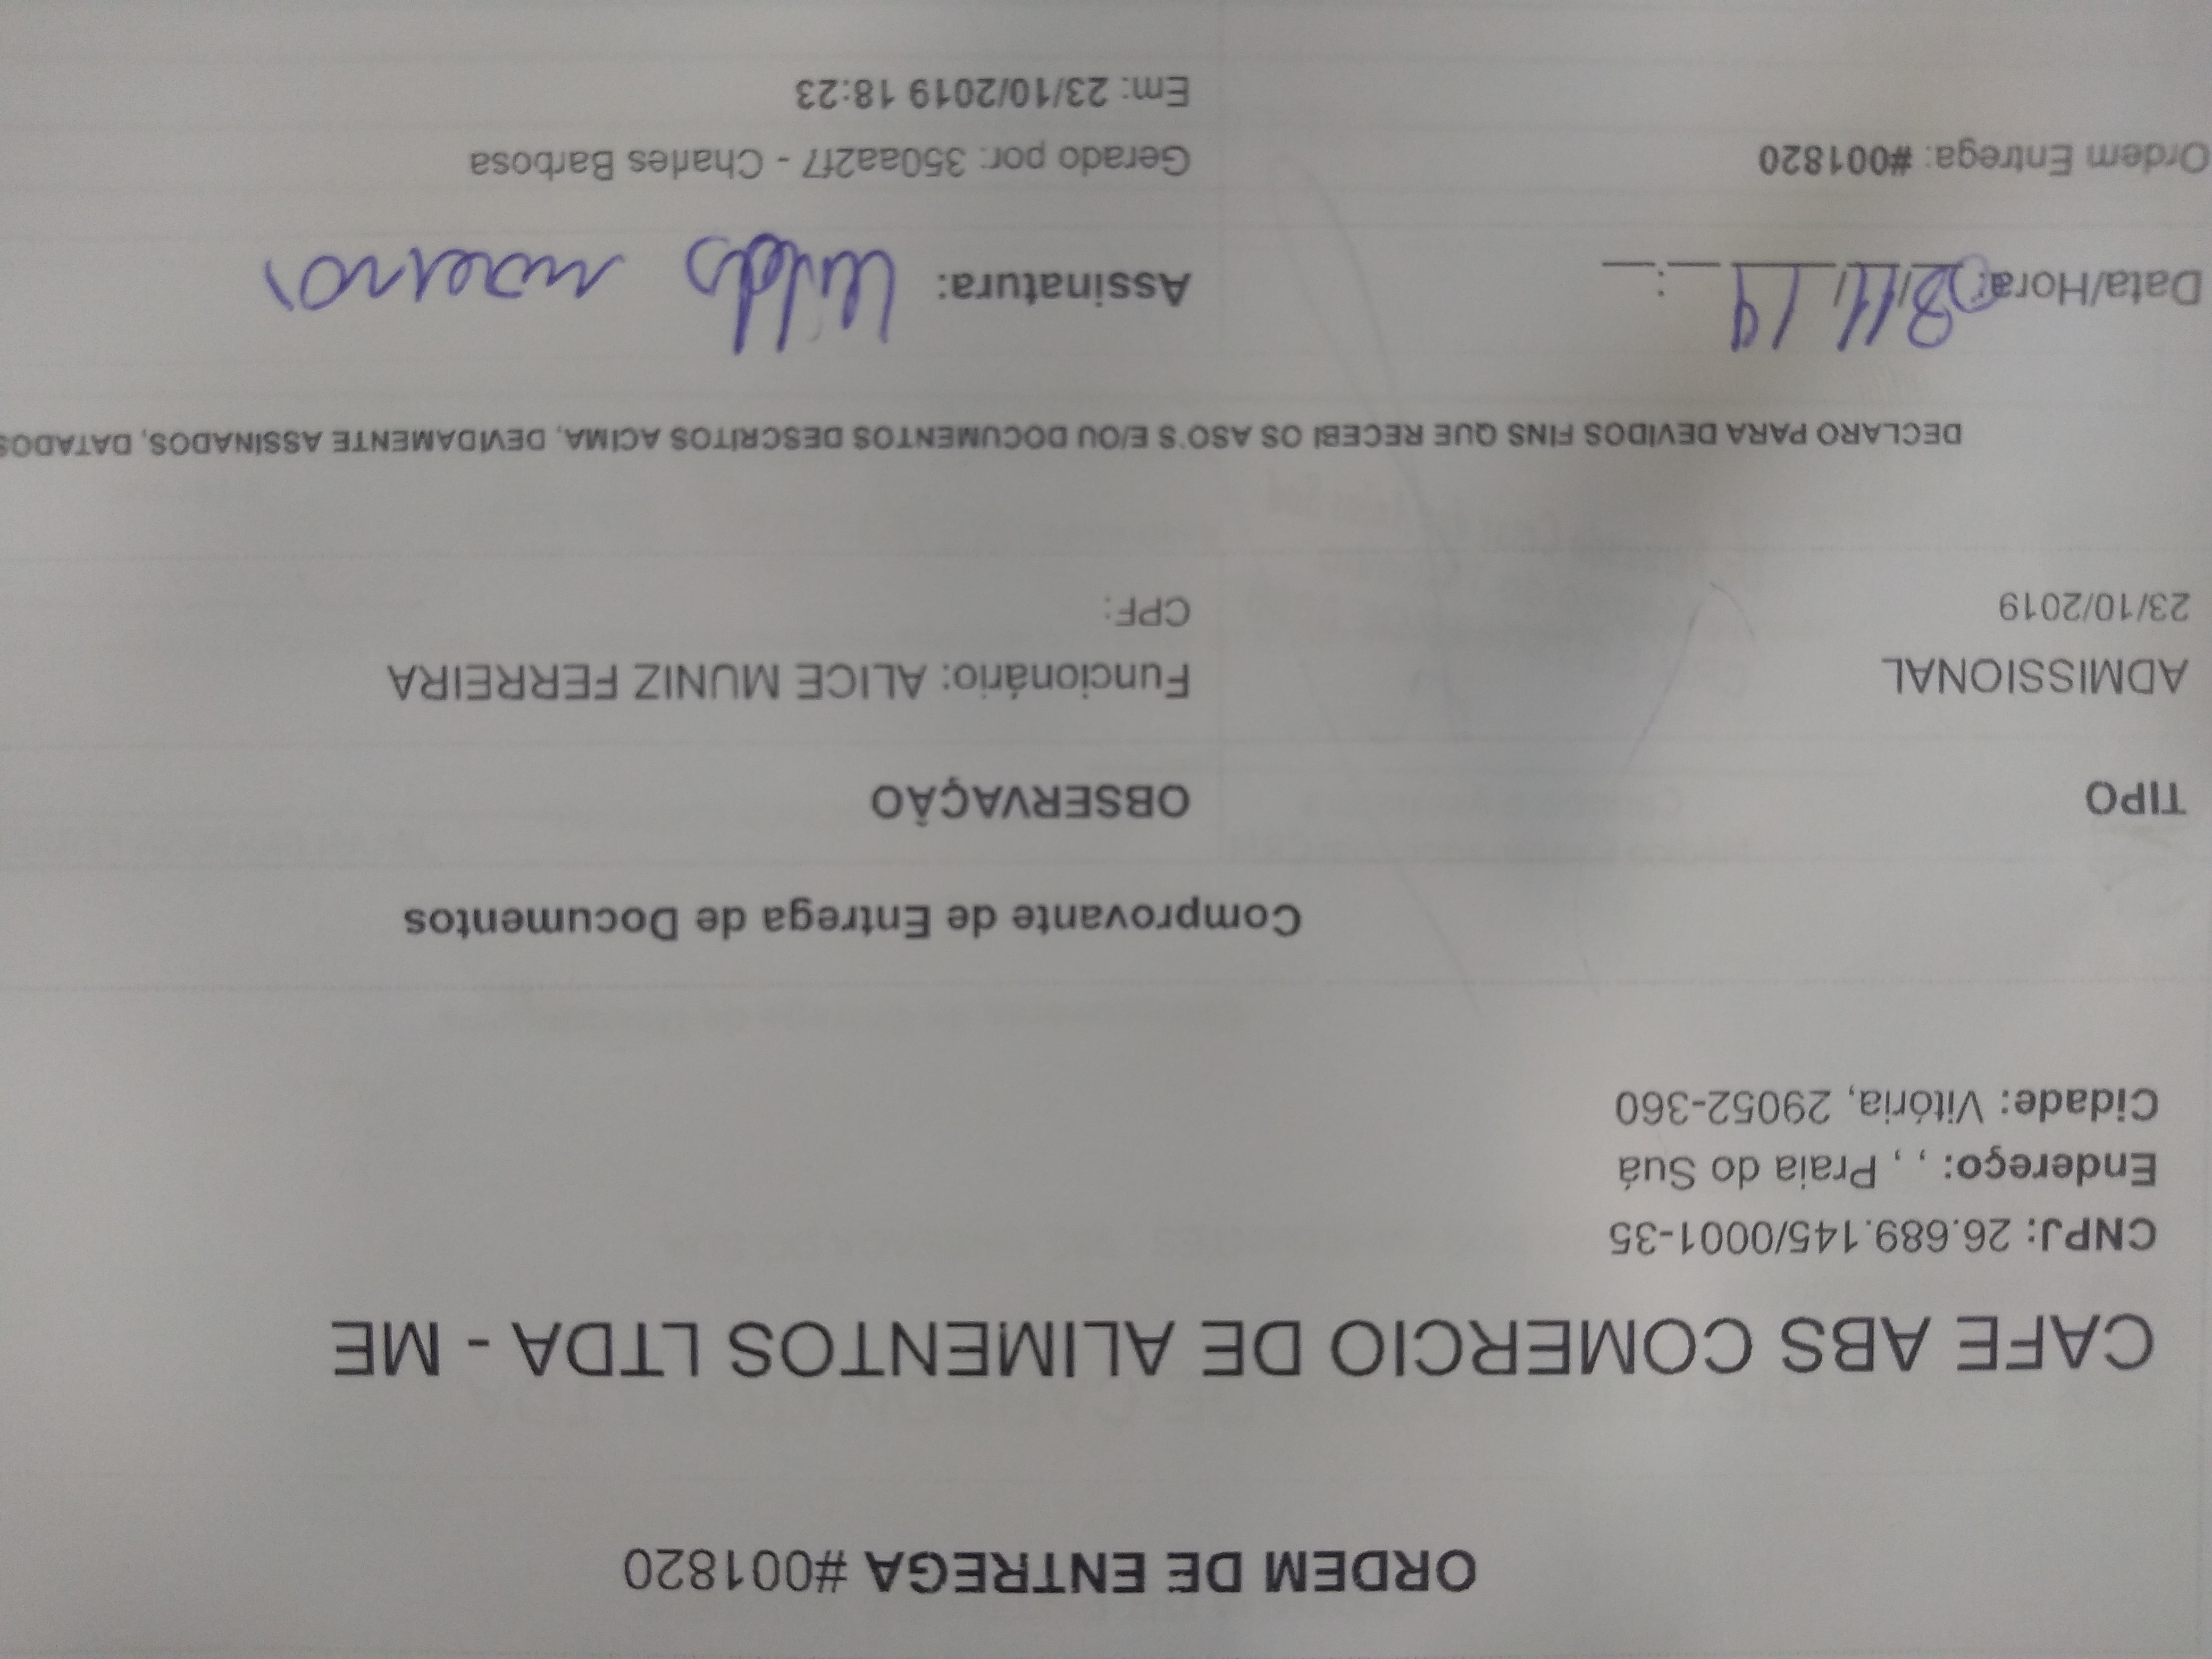 ORDEM DE ENTREGA #001820
CAFE ABS COMERCIO DE ALIMENTOS LTDA - ME
CNPJ: 26.689.145/0001-35
Endereço: , , Praia do Suá
Cidade: Vitória, 29052-360
Comprovante de Entrega de Documentos
TIPO OBSERVAÇÃO
ADMISSIONAL Funcionário: ALICE MUNIZ FERREIRA
23/10/2019 CPF:
DECLARO PARA DEVIDOS FINS QUE RECEBI OS ASO'S E/OU DOCUMENTOS DESCRITOS ACIMA, DEVIDAMENTE ASSINADOS, DATADOS
Data/Hora: 08/11/19 __:__ Assinatura:
Ordem Entrega: #001820 Gerado por: 350aa2f7 - Charles Barbosa
Em: 23/10/2019 18:23